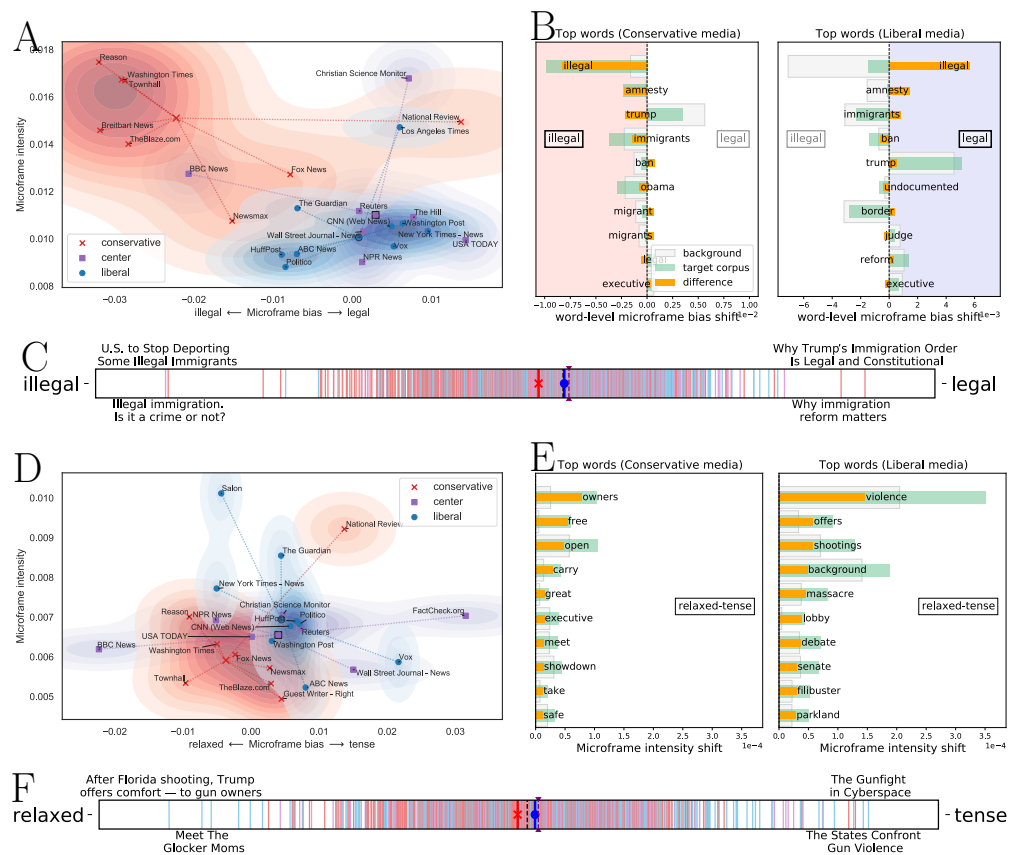 A
0.018
0.016
0.014
0.012
0.010
0.008
Microframe intensity
Reason
Washington Times
Townhall
Breitbart News
TheBlaze.com
BBC News
Fox News
Newsmax
Christian Science Monitor
National Review
Los Angeles Times
The Guardian
Reuters
CNN (Web News)
The Hill
Washington Post
Wall Street Journal - News
New York Times - News
USA TODAY
HuffPost
ABC News
Vox
Politico
NPR News
conservative
center
liberal
−0.03
−0.02
−0.01
0.00
0.01
illegal ⟵ Microframe bias ⟶ legal
B
Top words (Conservative media)
illegal
amnesty
trump
immigrants
ban
obama
migrant
migrants
legal
executive
illegal
legal
background
target corpus
difference
−1.00
−0.75
−0.50
−0.25
0.00
0.25
0.50
0.75
1.00
1e−2
word-level microframe bias shift
Top words (Liberal media)
illegal
amnesty
immigrants
ban
trump
undocumented
border
judge
reform
executive
illegal
legal
−6
−4
−2
0
2
4
6
1e−3
word-level microframe bias shift
C
U.S. to Stop Deporting
Some Illegal Immigrants
Why Trump's Immigration Order
Is Legal and Constitutional
illegal -
- legal
Illegal immigration.
Is it a crime or not?
Why immigration
reform matters
D
0.010
0.009
0.008
0.007
0.006
0.005
Microframe intensity
Salon
National Review
The Guardian
New York Times - News
Christian Science Monitor
Reason
NPR News
HuffPost
Politico
FactCheck.org
CNN (Web News)
Reuters
USA TODAY
BBC News
Washington Times
Washington Post
Fox News
Vox
Newsmax
Wall Street Journal - News
Townhall
TheBlaze.com
ABC News
Guest Writer - Right
conservative
center
liberal
−0.02
−0.01
0.00
0.01
0.02
0.03
relaxed ⟵ Microframe bias ⟶ tense
E
Top words (Conservative media)
owners
free
open
carry
great
executive
meet
showdown
take
safe
relaxed-tense
0.0
0.5
1.0
1.5
2.0
2.5
3.0
3.5
1e−4
Microframe intensity shift
Top words (Liberal media)
violence
offers
shootings
background
massacre
lobby
debate
senate
filibuster
parkland
relaxed-tense
0.0
0.5
1.0
1.5
2.0
2.5
3.0
3.5
1e−4
Microframe intensity shift
F
After Florida shooting, Trump
offers comfort — to gun owners
The Gunfight
in Cyberspace
relaxed -
- tense
Meet The
Glocker Moms
The States Confront
Gun Violence